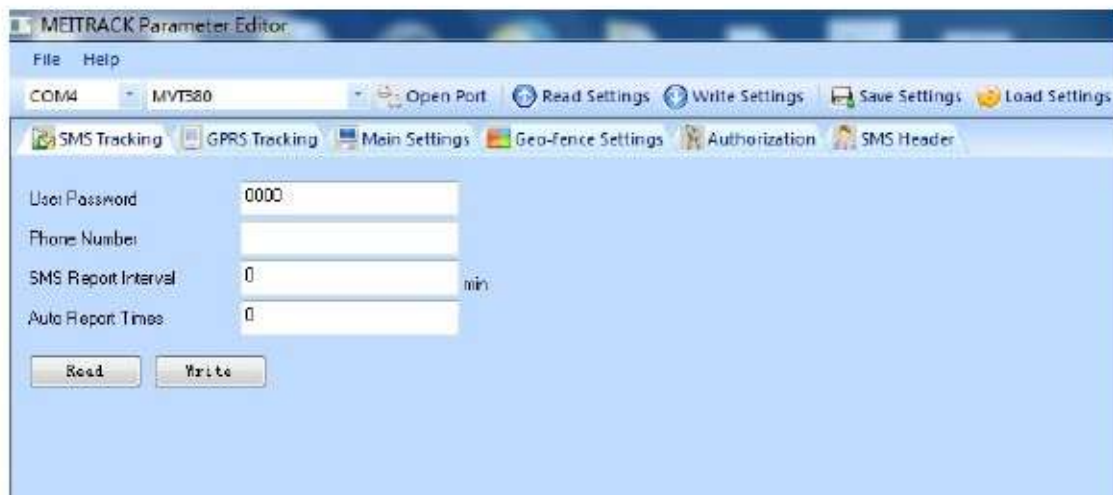 MEITRACK Parameter Editor
File Help
COM4 MVT380 Open Port Read Settings Write Settings Save Settings Load Settings
SMS Tracking GPRS Tracking Main Settings Geo-fence Settings Authorization SMS Header
User Password 0000
Phone Number
SMS Report Interval 0 min
Auto Report Times 0
Read Write